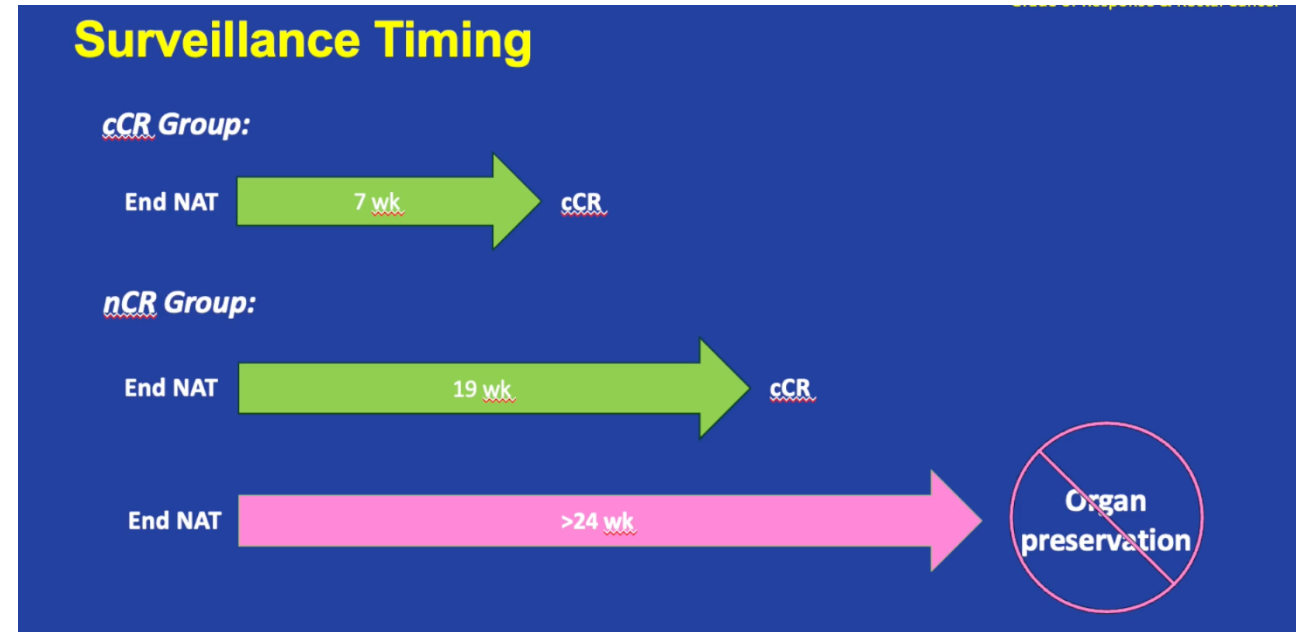 Surveillance Timing
cCR Group:
End NAT 7 wk cCR
nCR Group:
End NAT 19 wk cCR
End NAT >24 wk Organ
preservation